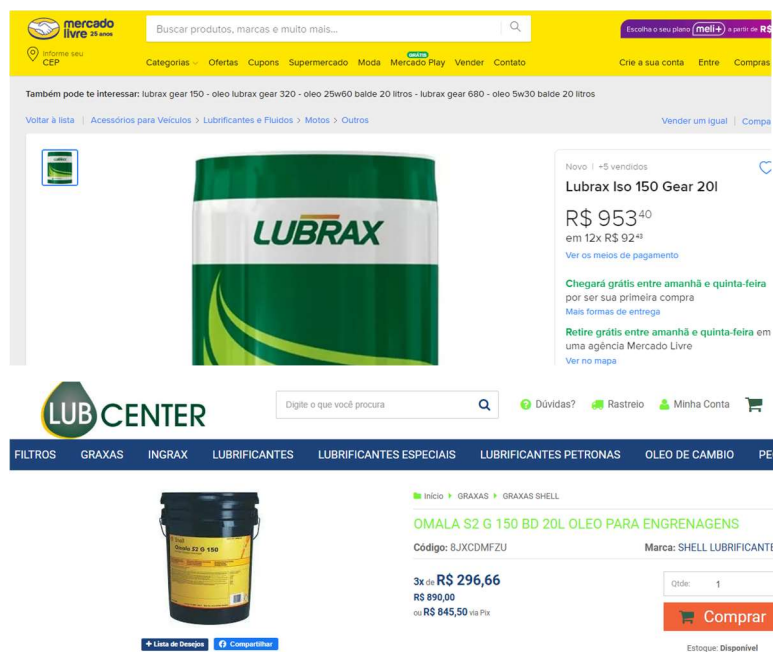 mercado
livre 25 anos
Buscar produtos, marcas e muito mais...
Escolha o seu plano meli+ a partir de R$
Informe seu
CEP
GRÁTIS
Categorias Ofertas Cupons Supermercado Moda Mercado Play Vender Contato
Crie a sua conta Entre Compras
Também pode te interessar: lubrax gear 150 - oleo lubrax gear 320 - oleo 25w60 balde 20 litros - lubrax gear 680 - oleo 5w30 balde 20 litros
Voltar à lista | Acessórios para Veículos > Lubrificantes e Fluidos > Motos > Outros
Vender um igual | Compa
LUBRAX
LUBRAX
Novo | +5 vendidos
Lubrax Iso 150 Gear 20l
R$ 953 40
em 12x R$ 92 43
Ver os meios de pagamento
Chegará grátis entre amanhã e quinta-feira
por ser sua primeira compra
Mais formas de entrega
Retire grátis entre amanhã e quinta-feira em
uma agência Mercado Livre
Ver no mapa
LUB CENTER
Digite o que você procura
Dúvidas? Rastreio Minha Conta
FILTROS GRAXAS INGRAX LUBRIFICANTES LUBRIFICANTES ESPECIAIS LUBRIFICANTES PETRONAS OLEO DE CAMBIO PE
Início GRAXAS GRAXAS SHELL
OMALA S2 G 150 BD 20L OLEO PARA ENGRENAGENS
Código: 8JXCDMFZU
Marca: SHELL LUBRIFICANTE
Shell
Omala S2 G 150
3x de R$ 296,66
R$ 890,00
ou R$ 845,50 via Pix
Qtde: 1
Comprar
Estoque: Disponível
+ Lista de Desejos
Compartilhar